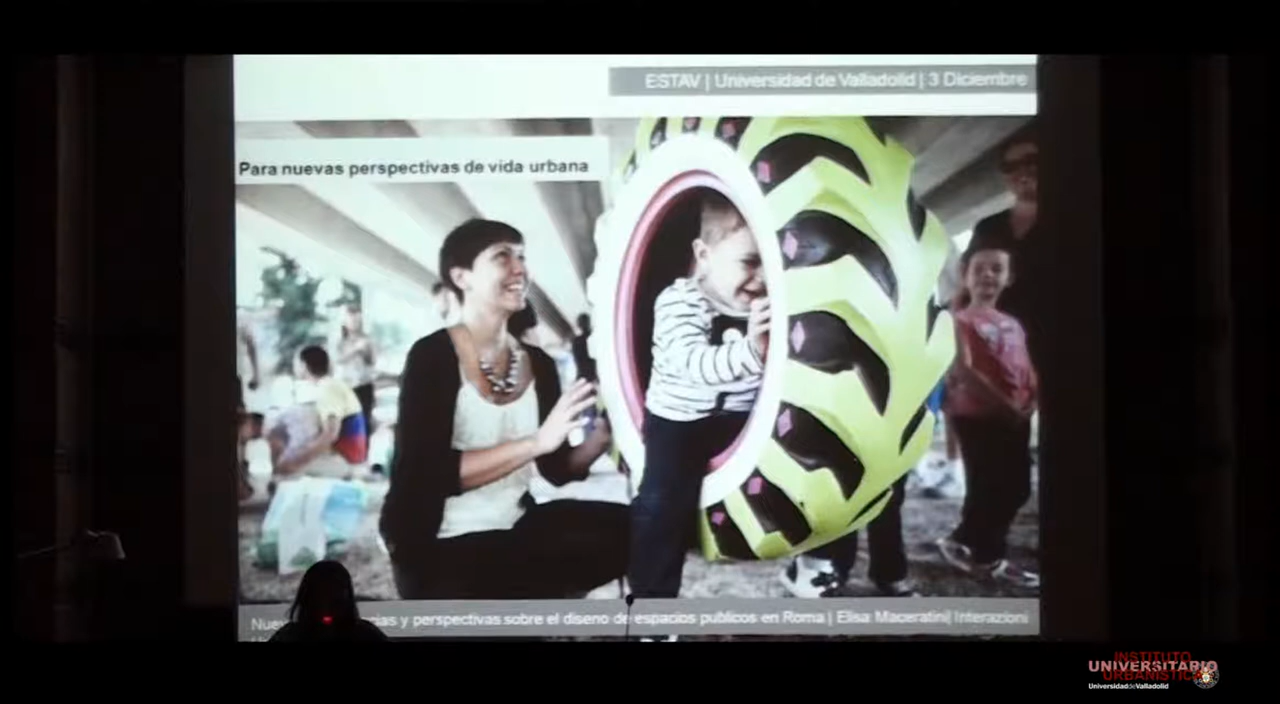 ESTAV | Universidad de Valladolid | 3 Diciembre
Para nuevas perspectivas de vida urbana
y perspectivas sobre el diseno de espacios publicos en Roma | Elisa Maceratini| Interazioni
INSTITUTO
UNIVERSITARIO
URBANÍSTICA
Universidad de Valladolid